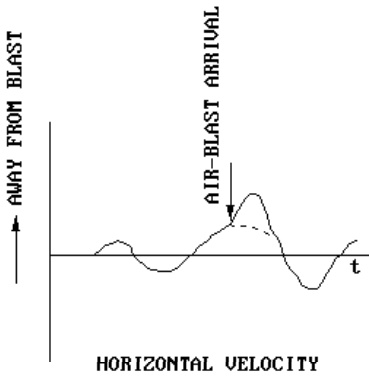 AWAY FROM BLAST
AIR-BLAST ARRIVAL
t
HORIZONTAL VELOCITY